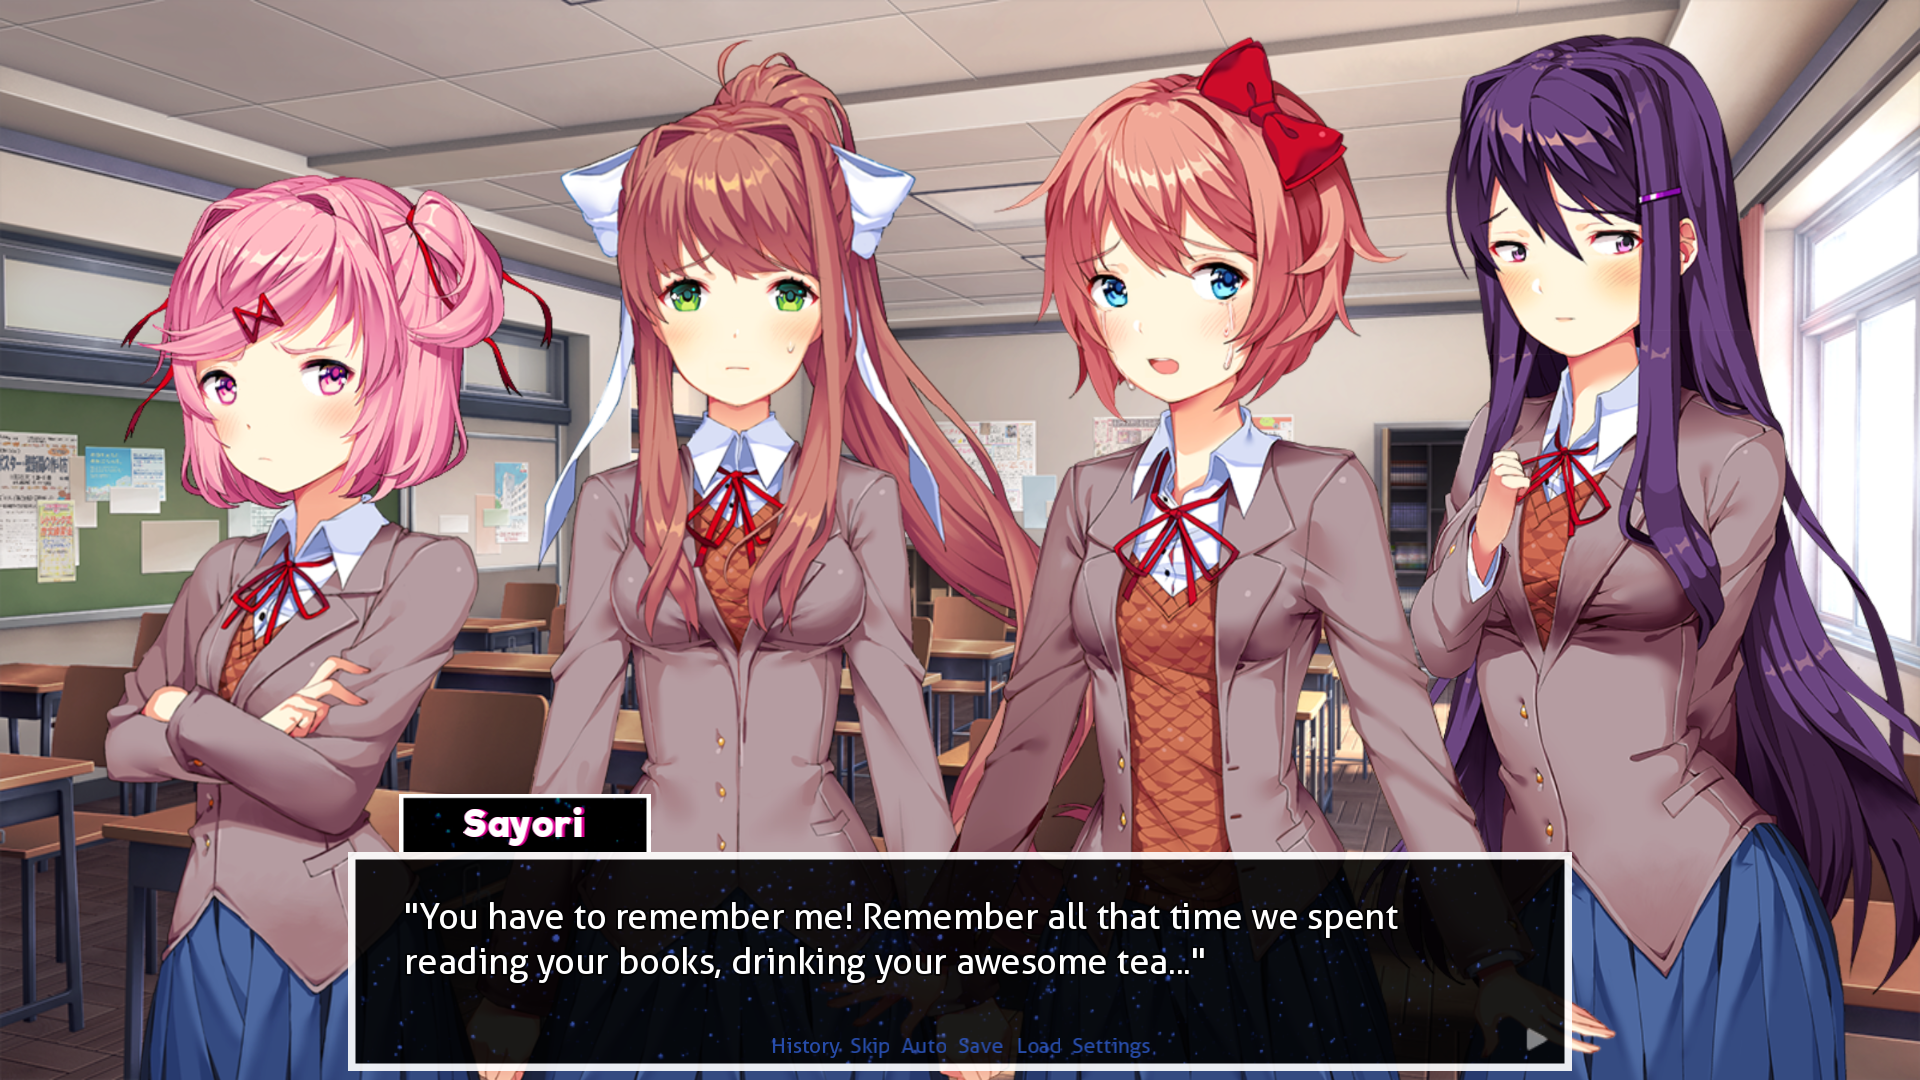 Sayori
"You have to remember me! Remember all that time we spent
reading your books, drinking your awesome tea..."
History Skip Auto Save Load Settings